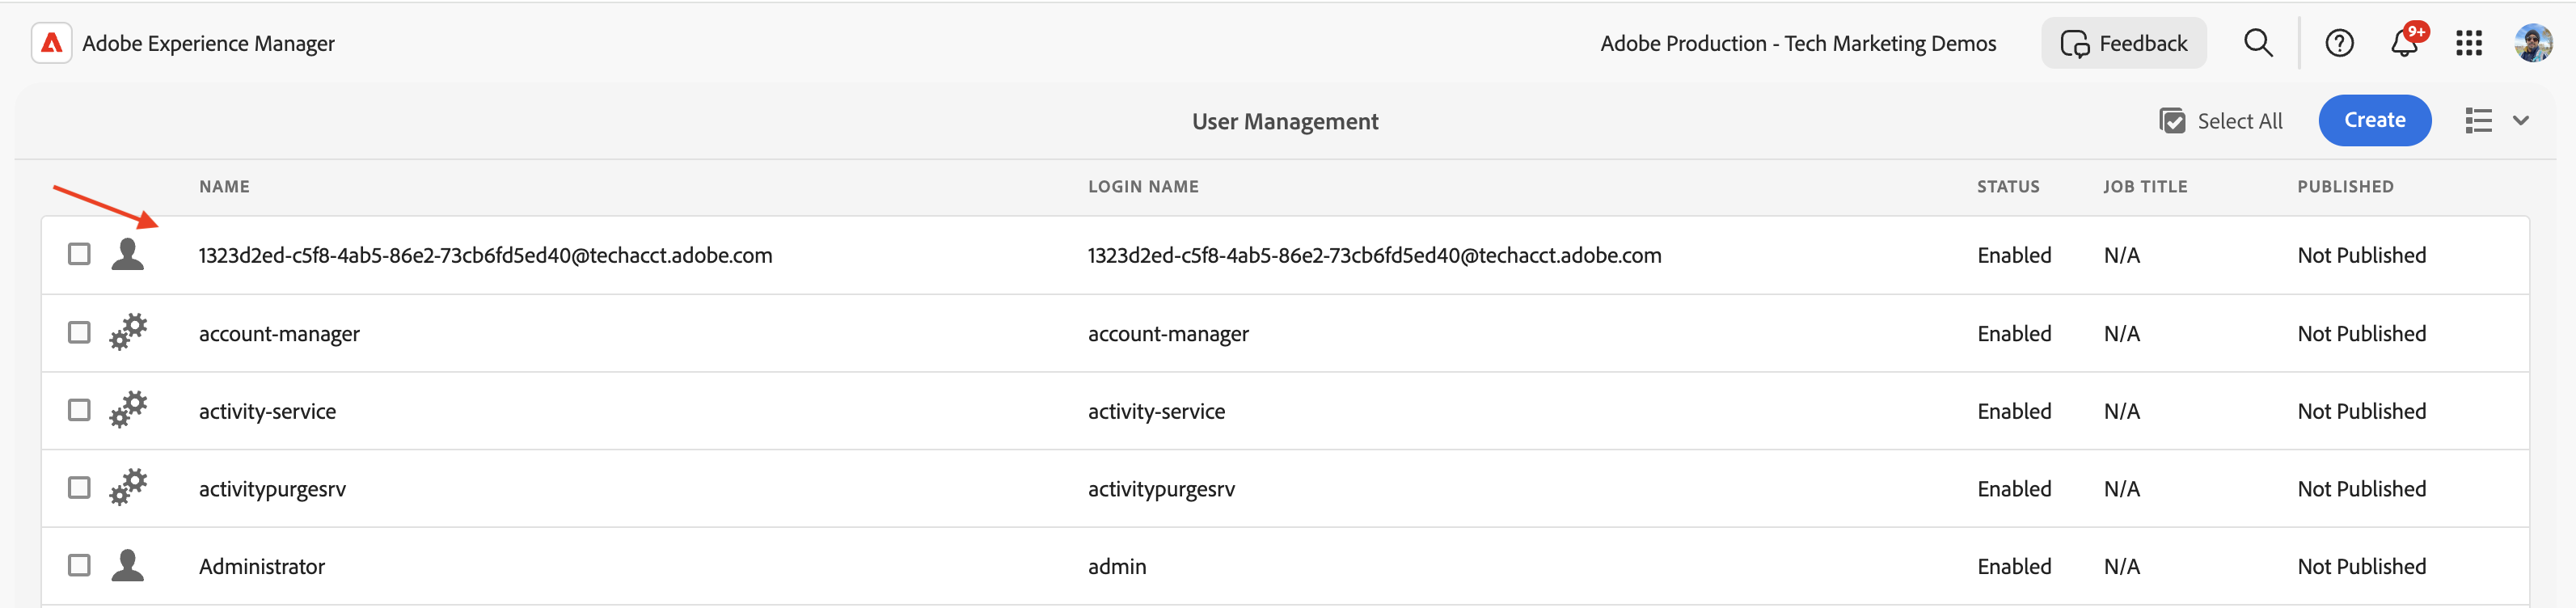 Adobe Experience Manager
Adobe Production - Tech Marketing Demos
Feedback
9+
User Management
Select All
Create
NAME LOGIN NAME STATUS JOB TITLE PUBLISHED
1323d2ed-c5f8-4ab5-86e2-73cb6fd5ed40@techacct.adobe.com 1323d2ed-c5f8-4ab5-86e2-73cb6fd5ed40@techacct.adobe.com Enabled N/A Not Published
account-manager account-manager Enabled N/A Not Published
activity-service activity-service Enabled N/A Not Published
activitypurgesrv activitypurgesrv Enabled N/A Not Published
Administrator admin Enabled N/A Not Published